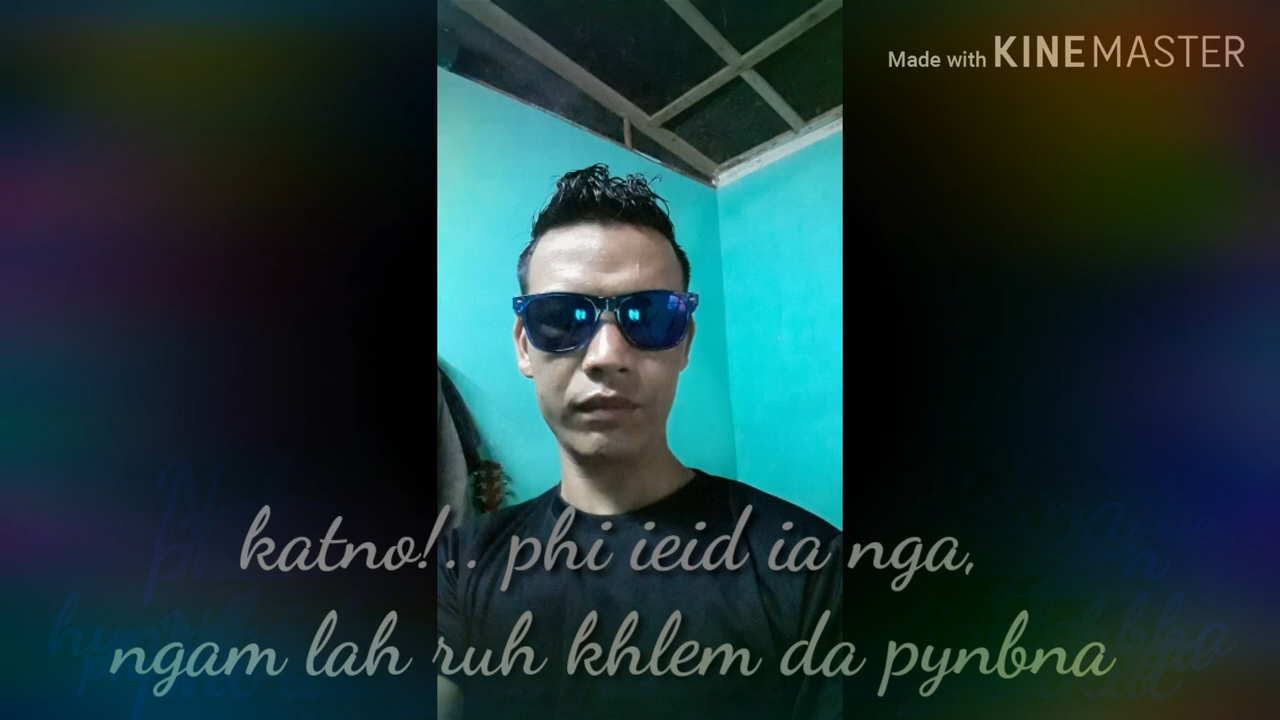 Made with KINEMASTER
katno!.. phi ieid ia nga,
ngam lah ruh khlem da pynbna